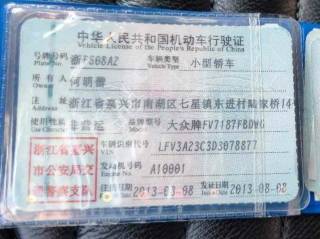 中华人民共和国机动车行驶证
Vehicle License of the People's Republic of China
号牌号码 浙FS68AZ 车辆类型 小型轿车
Plate No. Vehicle Type
所有人 何明蕾
Owner
住址 浙江省嘉兴市南湖区七星镇东进村陆家桥14
Address
使用性质 非营运 品牌型号 大众牌FV7187FBDWG
Use Character Model
浙江省嘉兴
市公安局交
通警察支队
车辆识别代号 LFV3A23C3D3078877
VIN
发动机号码 A10001
Engine No.
注册日期 2013-08-08 发证日期 2013-08-08
Register Date Issue Date